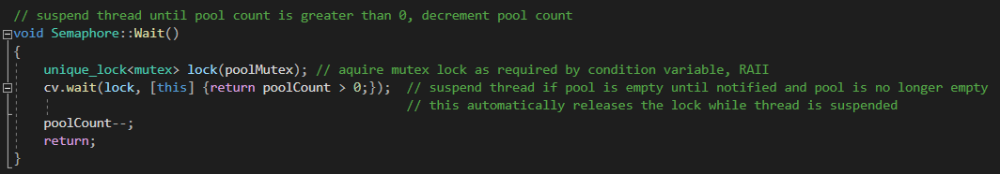 // suspend thread until pool count is greater than 0, decrement pool count
void Semaphore::Wait()
{
unique_lock<mutex> lock(poolMutex); // aquire mutex lock as required by condition variable, RAII
cv.wait(lock, [this] {return poolCount > 0;}); // suspend thread if pool is empty until notified and pool is no longer empty
// this automatically releases the lock while thread is suspended
poolCount--;
return;
}